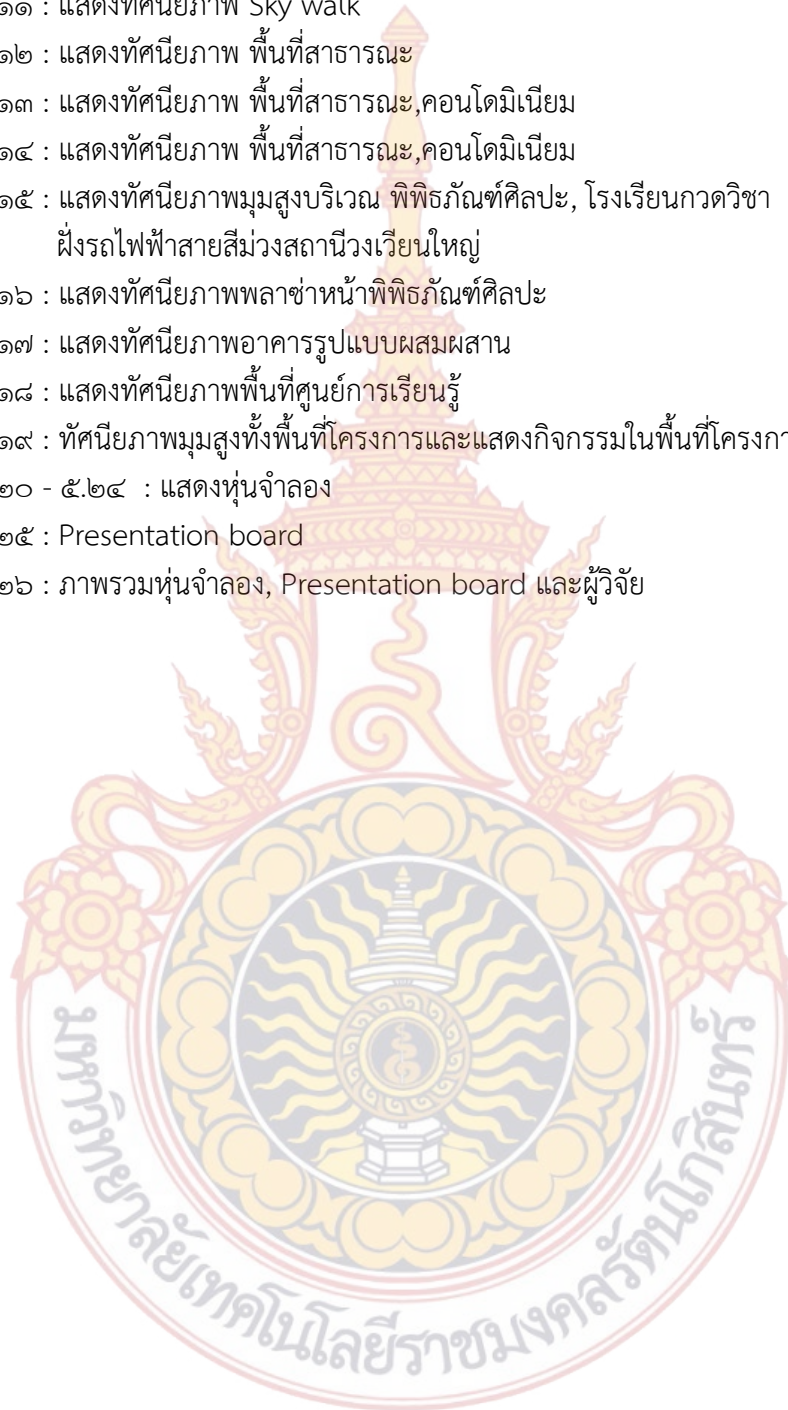 ๑๑ : แสดงทัศนียภาพ Sky walk
๑๒ : แสดงทัศนียภาพ พื้นที่สาธารณะ
๑๓ : แสดงทัศนียภาพ พื้นที่สาธารณะ,คอนโดมิเนียม
๑๔ : แสดงทัศนียภาพ พื้นที่สาธารณะ,คอนโดมิเนียม
๑๕ : แสดงทัศนียภาพมุมสูงบริเวณ พิพิธภัณฑ์ศิลปะ, โรงเรียนกวดวิชา
ฝั่งรถไฟฟ้าสายสีม่วงสถานีวงเวียนใหญ่
๑๖ : แสดงทัศนียภาพพลาซ่าหน้าพิพิธภัณฑ์ศิลปะ
๑๗ : แสดงทัศนียภาพอาคารรูปแบบผสมผสาน
๑๘ : แสดงทัศนียภาพพื้นที่ศูนย์การเรียนรู้
๑๙ : ทัศนียภาพมุมสูงทั้งพื้นที่โครงการและแสดงกิจกรรมในพื้นที่โครงกา
๒๐ - ๕.๒๔ : แสดงหุ่นจำลอง
๒๕ : Presentation board
๒๖ : ภาพรวมหุ่นจำลอง, Presentation board และผู้วิจัย
มหาวิทยาลัยเทคโนโลยีราชมงคลรัตนโกสินทร์